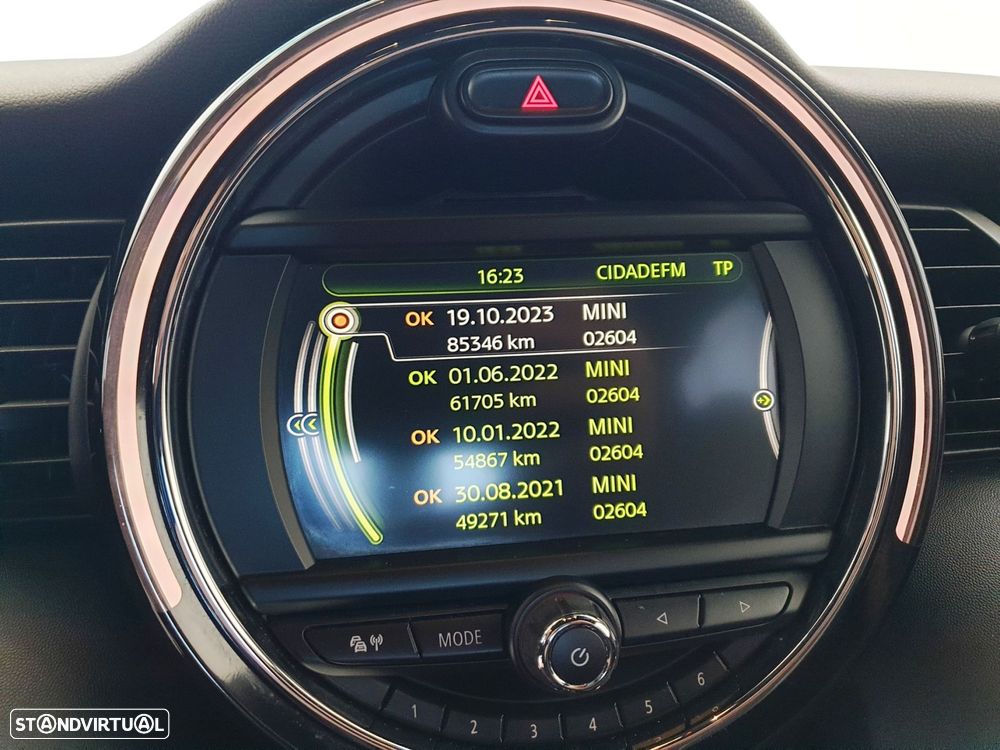 16:23 CIDADEFM TP
OK 19.10.2023 MINI
85346 km 02604
OK 01.06.2022 MINI
61705 km 02604
OK 10.01.2022 MINI
54867 km 02604
OK 30.08.2021 MINI
49271 km 02604
MODE
1 2 3 4 5 6
STANDVIRTUAL